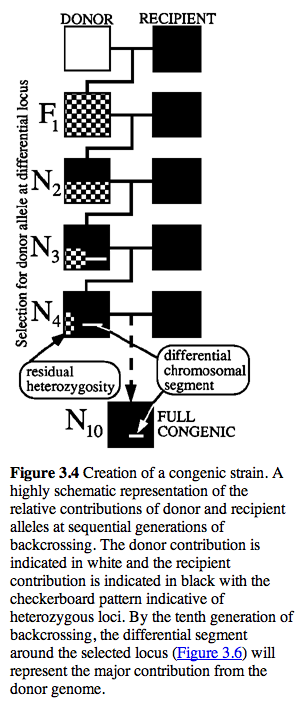 DONOR RECIPIENT
Selection for donor allele at differential locus
F1
N2
N3
N4
residual
heterozygosity
differential
chromosomal
segment
N10
FULL
CONGENIC
Figure 3.4 Creation of a congenic strain. A
highly schematic representation of the
relative contributions of donor and recipient
alleles at sequential generations of
backcrossing. The donor contribution is
indicated in white and the recipient
contribution is indicated in black with the
checkerboard pattern indicative of
heterozygous loci. By the tenth generation of
backcrossing, the differential segment
around the selected locus (Figure 3.6) will
represent the major contribution from the
donor genome.